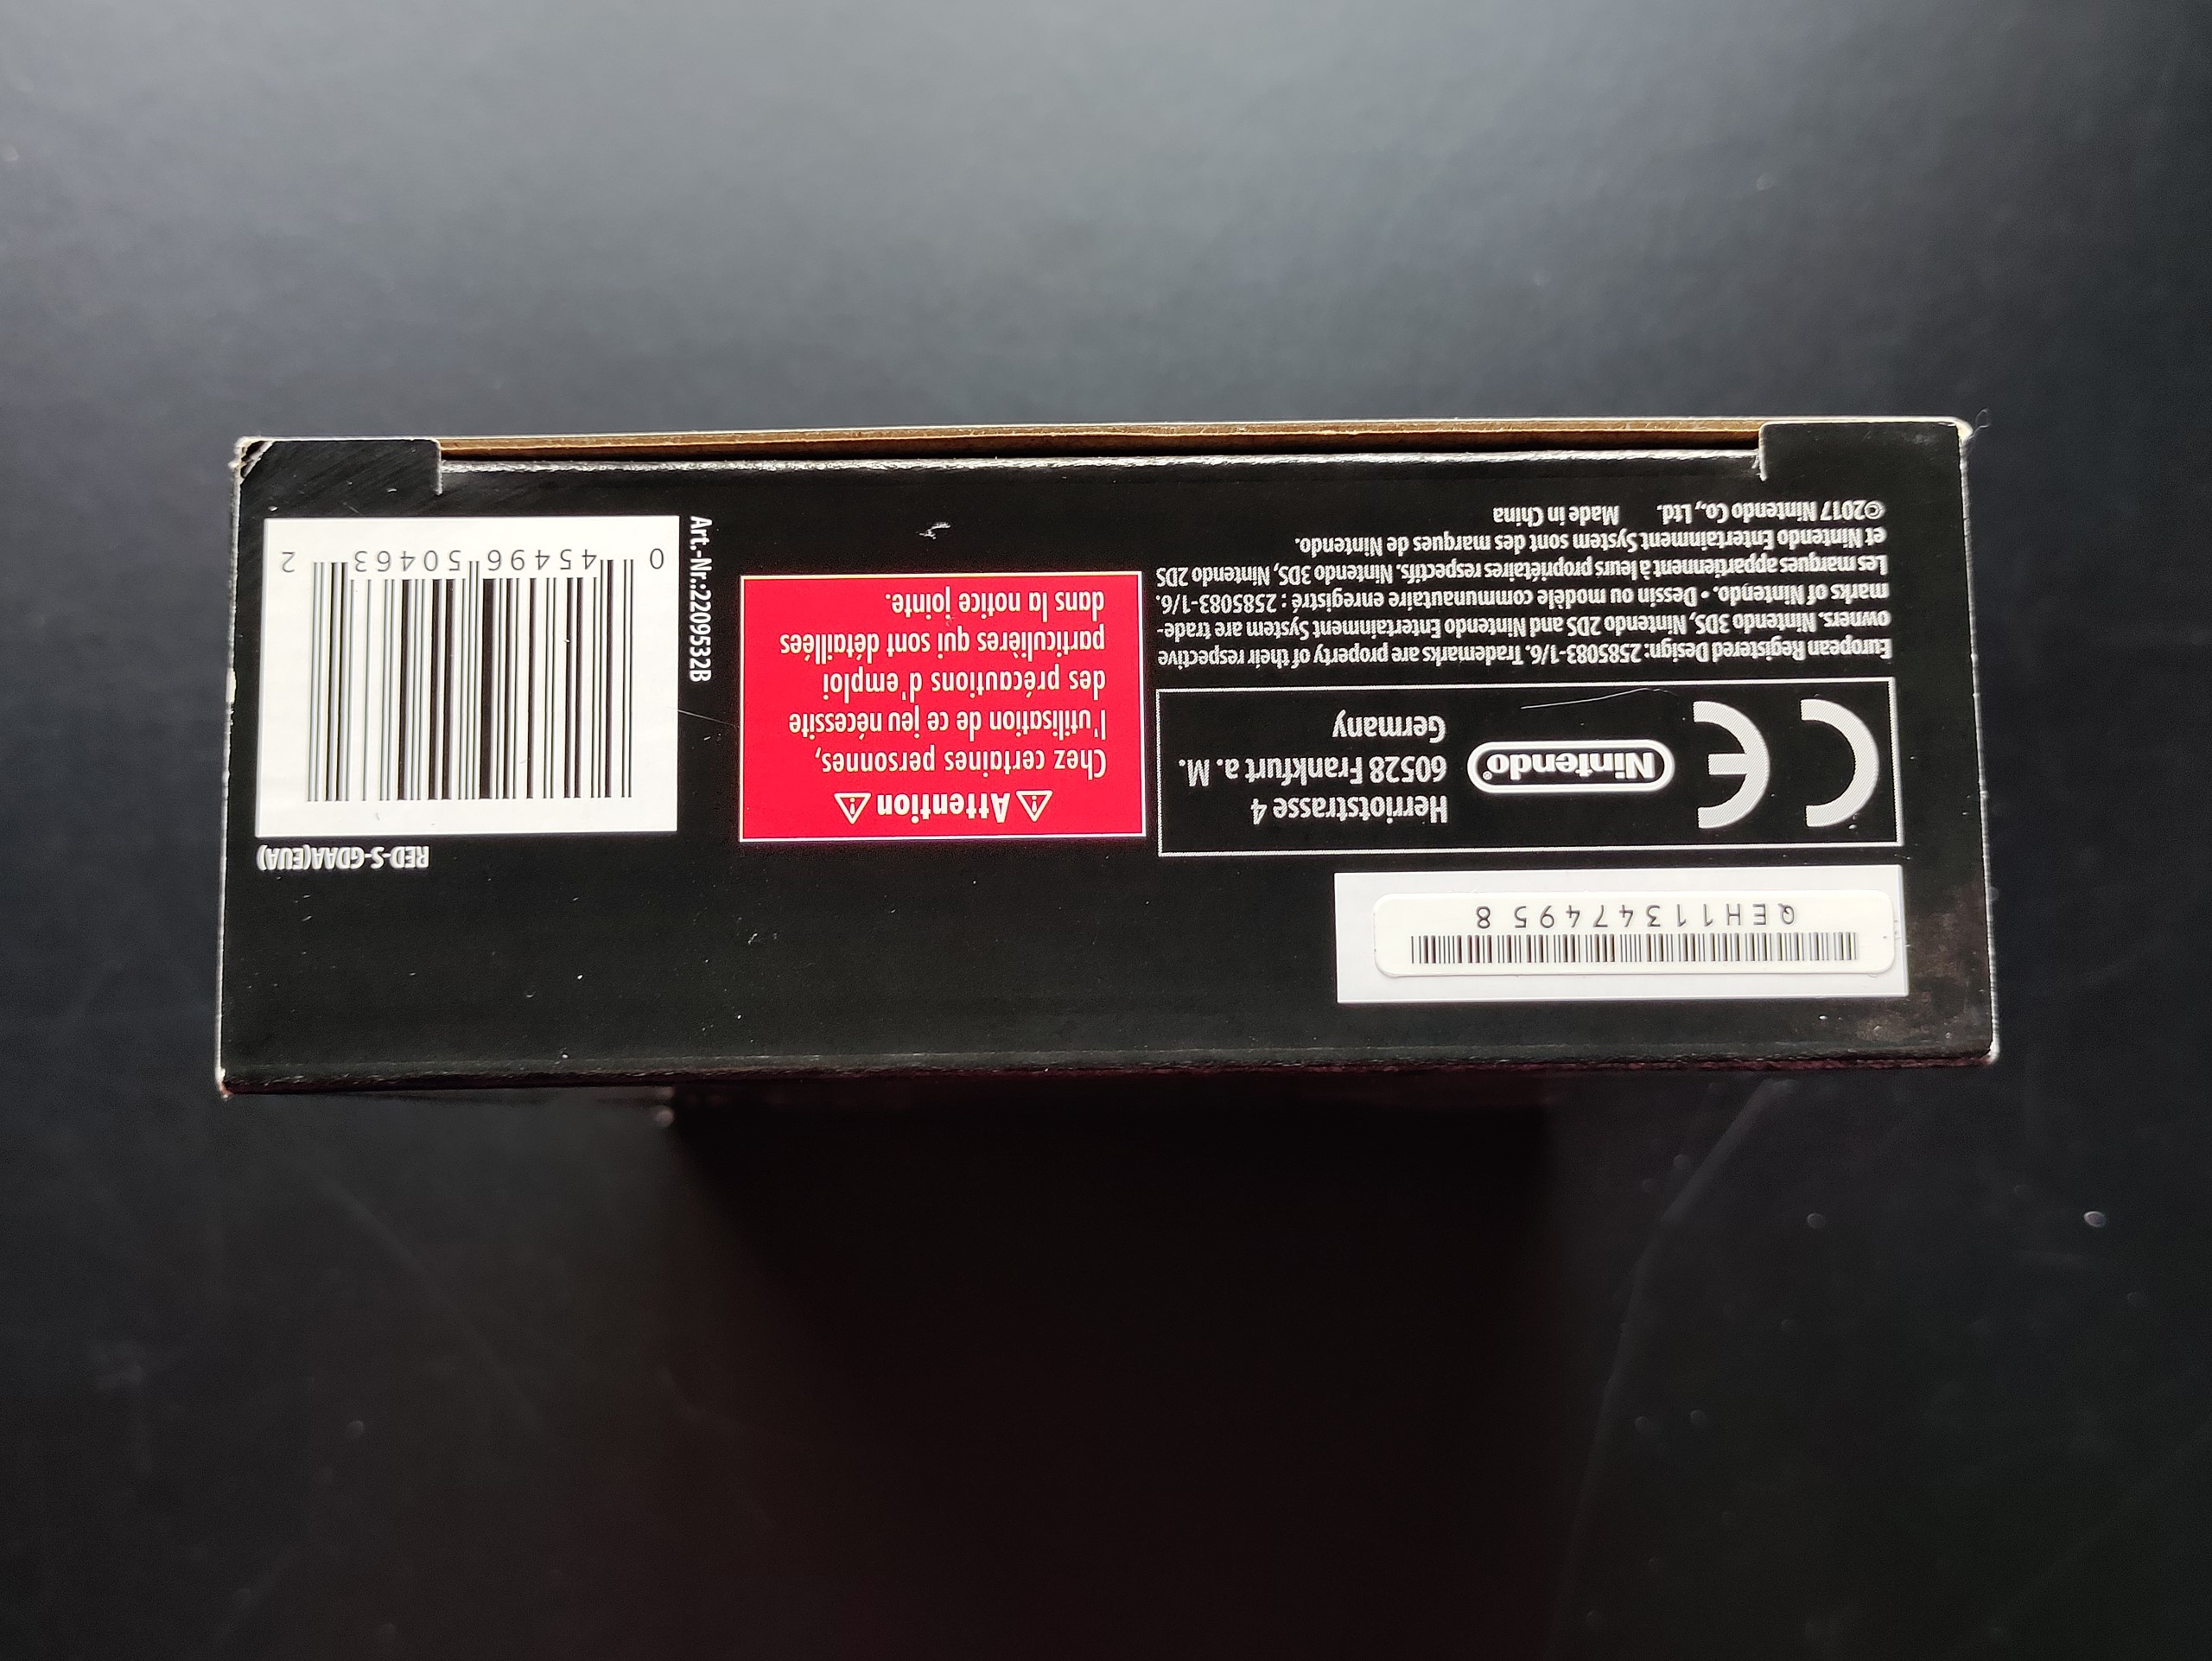 QEH11347495 8
RED-S-GDAA(EUA)
CE
Nintendo®
Herriotstrasse 4
60528 Frankfurt a. M.
Germany
European Registered Design: 2585083-1/6. Trademarks are property of their respective
owners. Nintendo 3DS, Nintendo 2DS and Nintendo Entertainment System are trade-
marks of Nintendo. • Dessin ou modèle communautaire enregistré : 2585083-1/6.
Les marques appartiennent à leurs propriétaires respectifs. Nintendo 3DS, Nintendo 2DS
et Nintendo Entertainment System sont des marques de Nintendo.
©2017 Nintendo Co., Ltd. Made in China
Attention
Chez certaines personnes,
l'utilisation de ce jeu nécessite
des précautions d'emploi
particulières qui sont détaillées
dans la notice jointe.
Art.-Nr.:2209532B
0 45496 50463 2